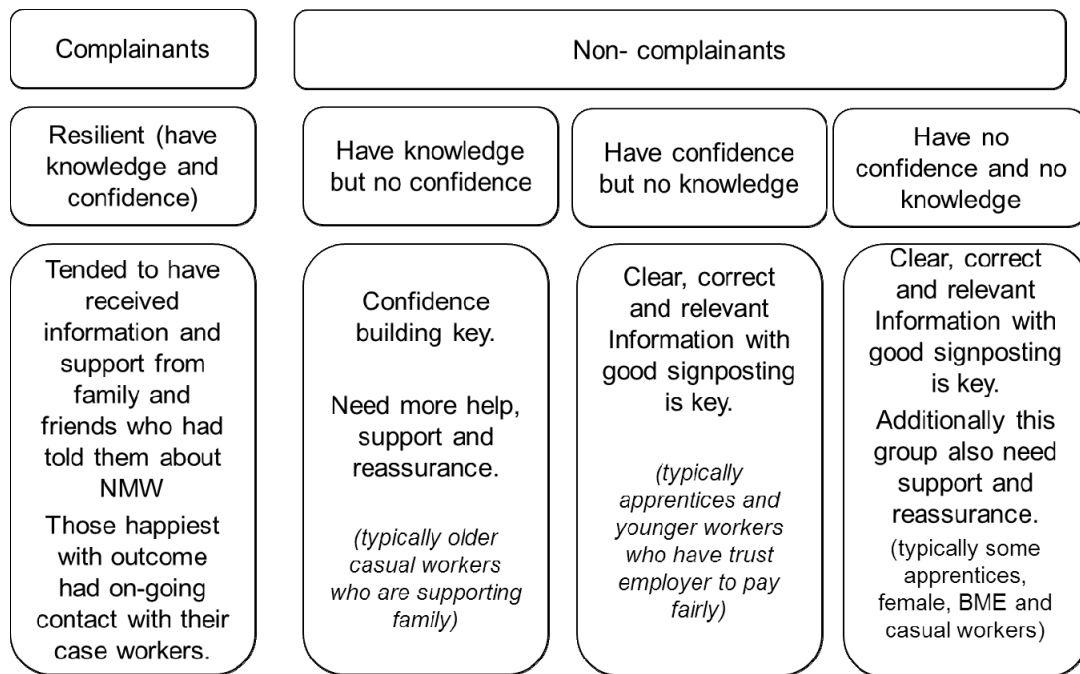 Complainants
Non- complainants
Resilient (have
knowledge and
confidence)
Have knowledge
but no confidence
Have confidence
but no knowledge
Have no
confidence and no
knowledge
Tended to have
received
information and
support from
family and
friends who had
told them about
NMW
Those happiest
with outcome
had on-going
contact with their
case workers.
Confidence
building key.
Need more help,
support and
reassurance.
(typically older
casual workers
who are supporting
family)
Clear, correct
and relevant
Information with
good signposting
is key.
(typically
apprentices and
younger workers
who have trust
employer to pay
fairly)
Clear, correct
and relevant
Information with
good signposting
is key.
Additionally this
group also need
support and
reassurance.
(typically some
apprentices,
female, BME and
casual workers)